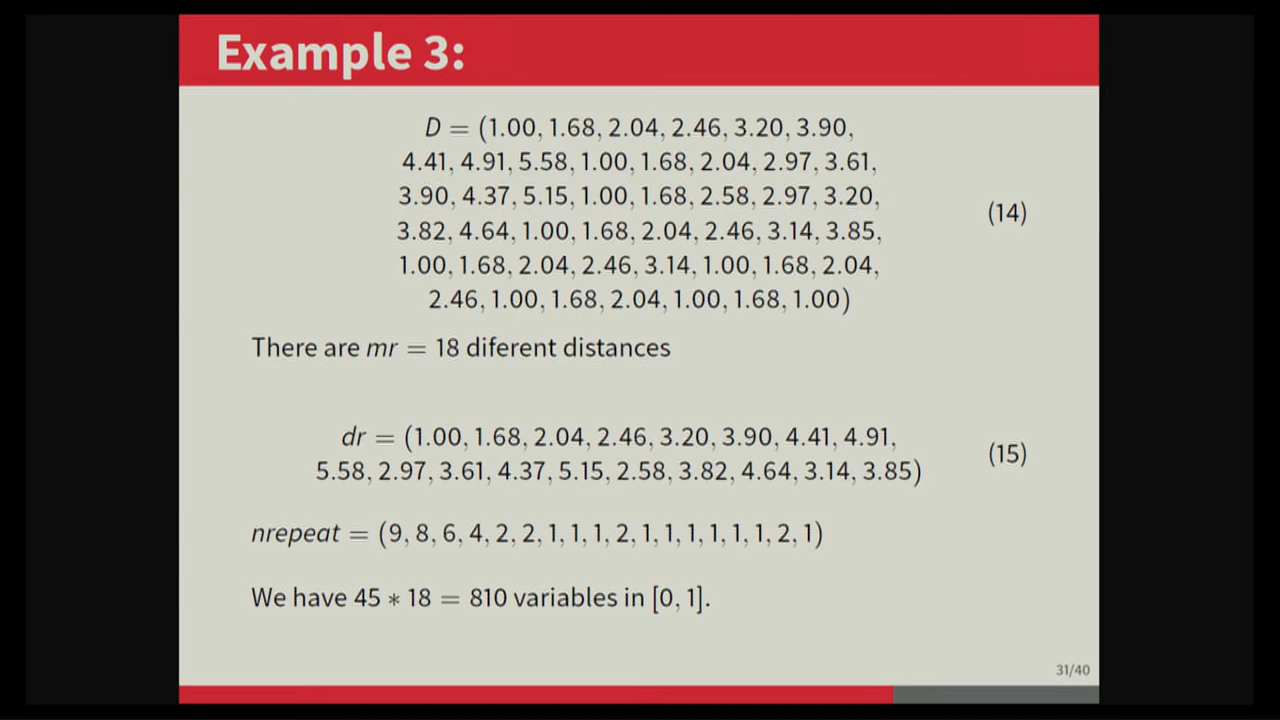 Example 3:
D = (1.00, 1.68, 2.04, 2.46, 3.20, 3.90,
4.41, 4.91, 5.58, 1.00, 1.68, 2.04, 2.97, 3.61,
3.90, 4.37, 5.15, 1.00, 1.68, 2.58, 2.97, 3.20,
(14)
3.82, 4.64, 1.00, 1.68, 2.04, 2.46, 3.14, 3.85,
1.00, 1.68, 2.04, 2.46, 3.14, 1.00, 1.68, 2.04,
2.46, 1.00, 1.68, 2.04, 1.00, 1.68, 1.00)
There are mr = 18 diferent distances
dr = (1.00, 1.68, 2.04, 2.46, 3.20, 3.90, 4.41, 4.91,
(15)
5.58, 2.97, 3.61, 4.37, 5.15, 2.58, 3.82, 4.64, 3.14, 3.85)
nrepeat = (9, 8, 6, 4, 2, 2, 1, 1, 1, 2, 1, 1, 1, 1, 1, 1, 2, 1)
We have 45 ∗ 18 = 810 variables in [0, 1].
31/40